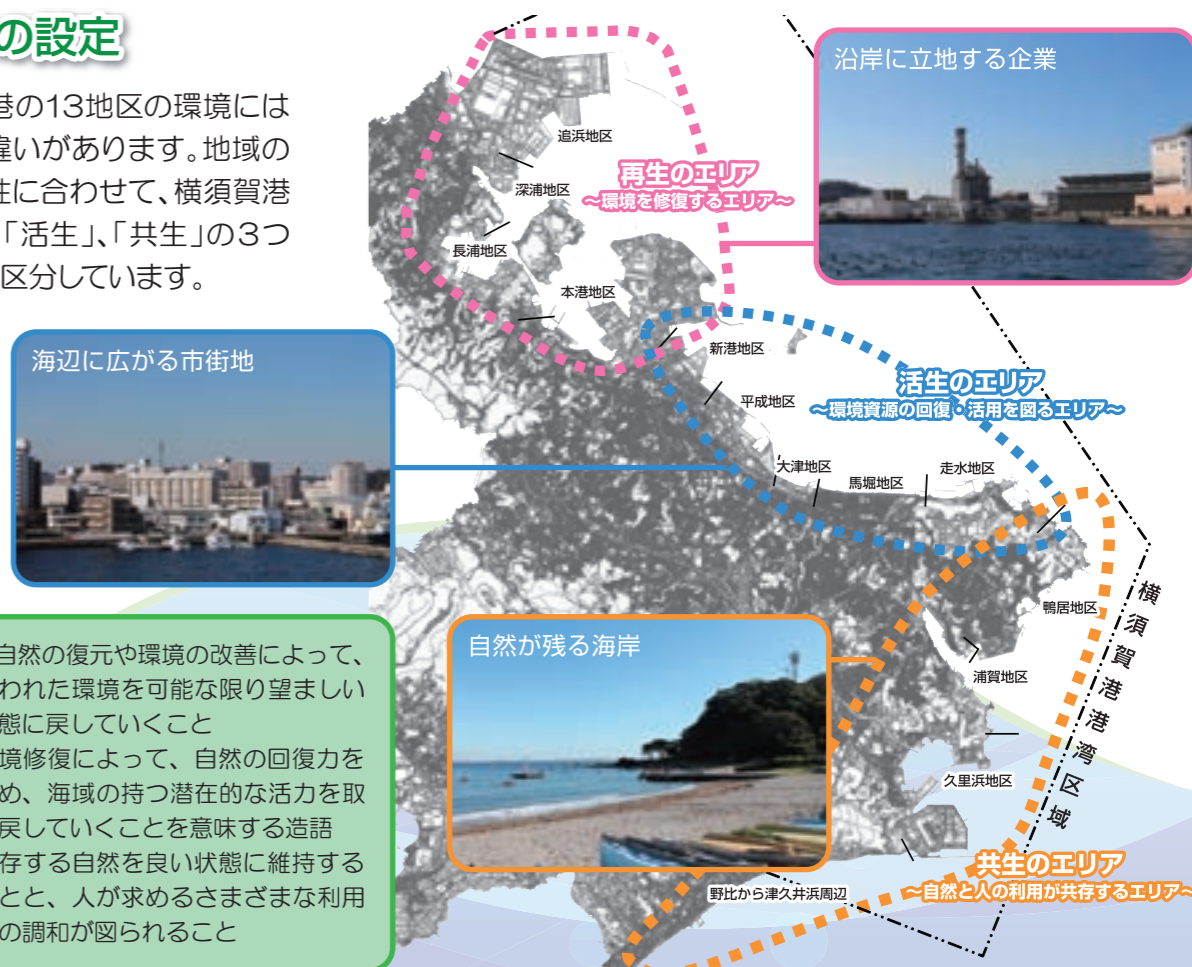 の設定
港の13地区の環境には
違いがあります。地域の
性に合わせて、横須賀港
「活生」、「共生」の3つ
区分しています。
沿岸に立地する企業
追浜地区
深浦地区
再生のエリア
～環境を修復するエリア～
長浦地区
本港地区
新港地区
海辺に広がる市街地
活生のエリア
～環境資源の回復・活用を図るエリア～
平成地区
大津地区
馬堀地区
走水地区
横須賀港港湾区域
鴨居地区
自然が残る海岸
浦賀地区
久里浜地区
共生のエリア
～自然と人の利用が共存するエリア～
野比から津久井浜周辺
自然の復元や環境の改善によって、
われた環境を可能な限り望ましい
態に戻していくこと
境修復によって、自然の回復力を
め、海域の持つ潜在的な活力を取
戻していくことを意味する造語
存する自然を良い状態に維持する
とと、人が求めるさまざまな利用
の調和が図られること